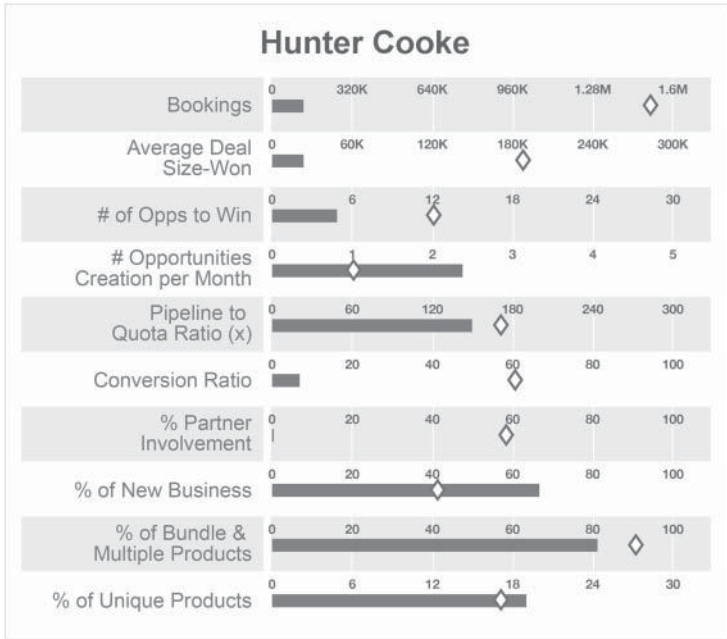 Hunter Cooke
0 320K 640K 960K 1.28M 1.6M
Bookings
0 60K 120K 180K 240K 300K
Average Deal
Size-Won
0 6 12 18 24 30
# of Opps to Win
0 1 2 3 4 5
# Opportunities
Creation per Month
0 60 120 180 240 300
Pipeline to
Quota Ratio (x)
0 20 40 60 80 100
Conversion Ratio
0 20 40 60 80 100
% Partner
Involvement
0 20 40 60 80 100
% of New Business
0 20 40 60 80 100
% of Bundle &
Multiple Products
0 6 12 18 24 30
% of Unique Products